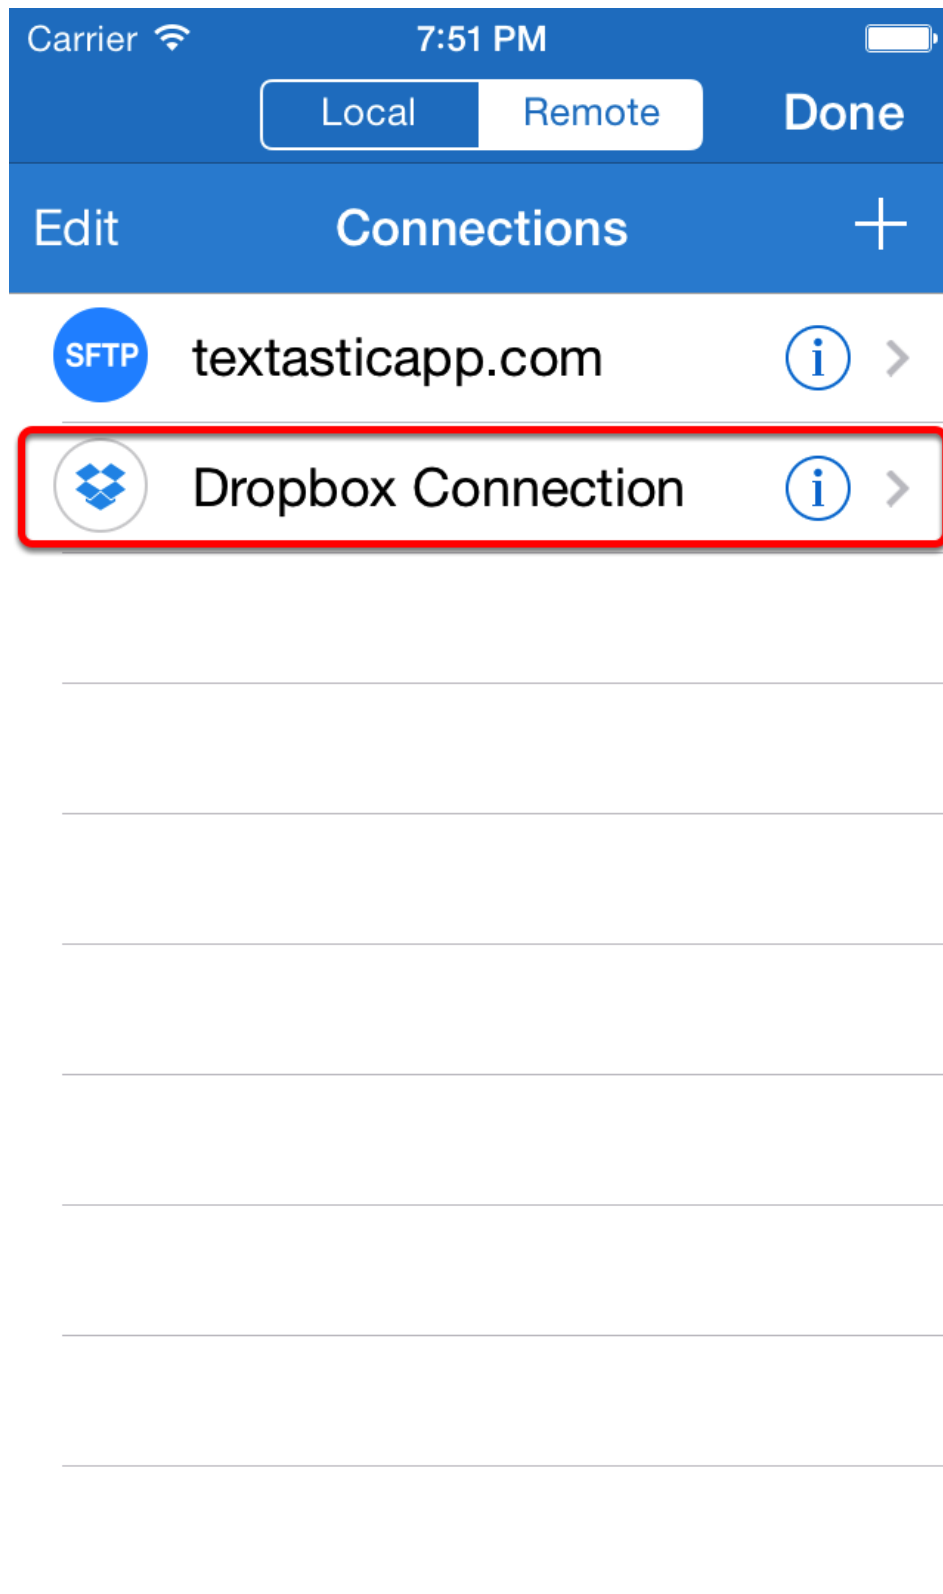 Carrier 7:51 PM
Local Remote Done
Edit Connections +
SFTP textasticapp.com i
Dropbox Connection i